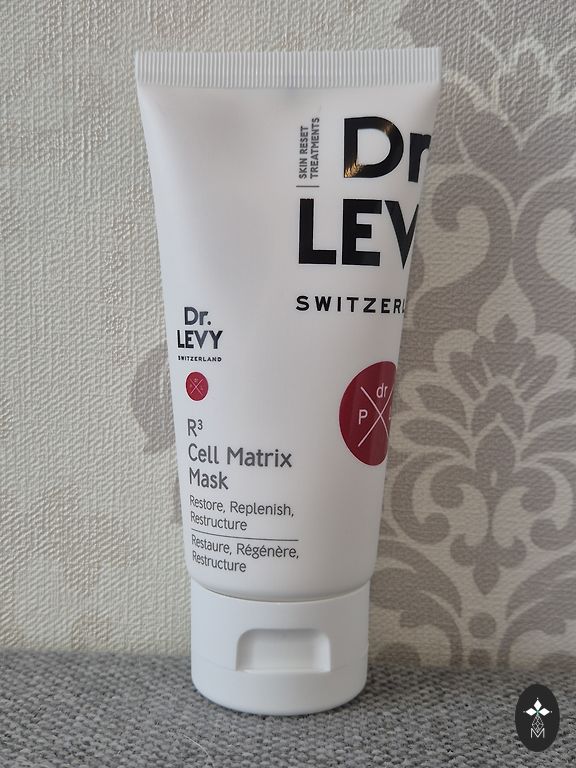 SKIN RESET
TREATMENTS
Dr
LEV
SWITZERL
Dr.
LEVY
SWITZERLAND
dr
P
R³
Cell Matrix
Mask
Restore, Replenish,
Restructure
Restaure, Régénère,
Restructure
M